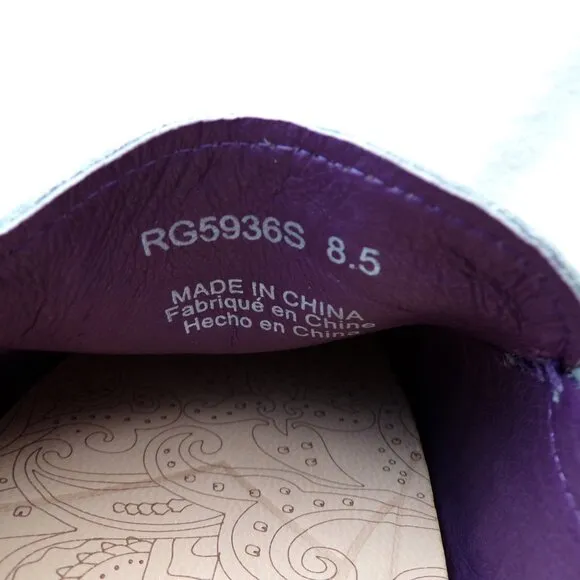 RG5936S 8.5
MADE IN CHINA
Fabriqué en Chine
Hecho en China